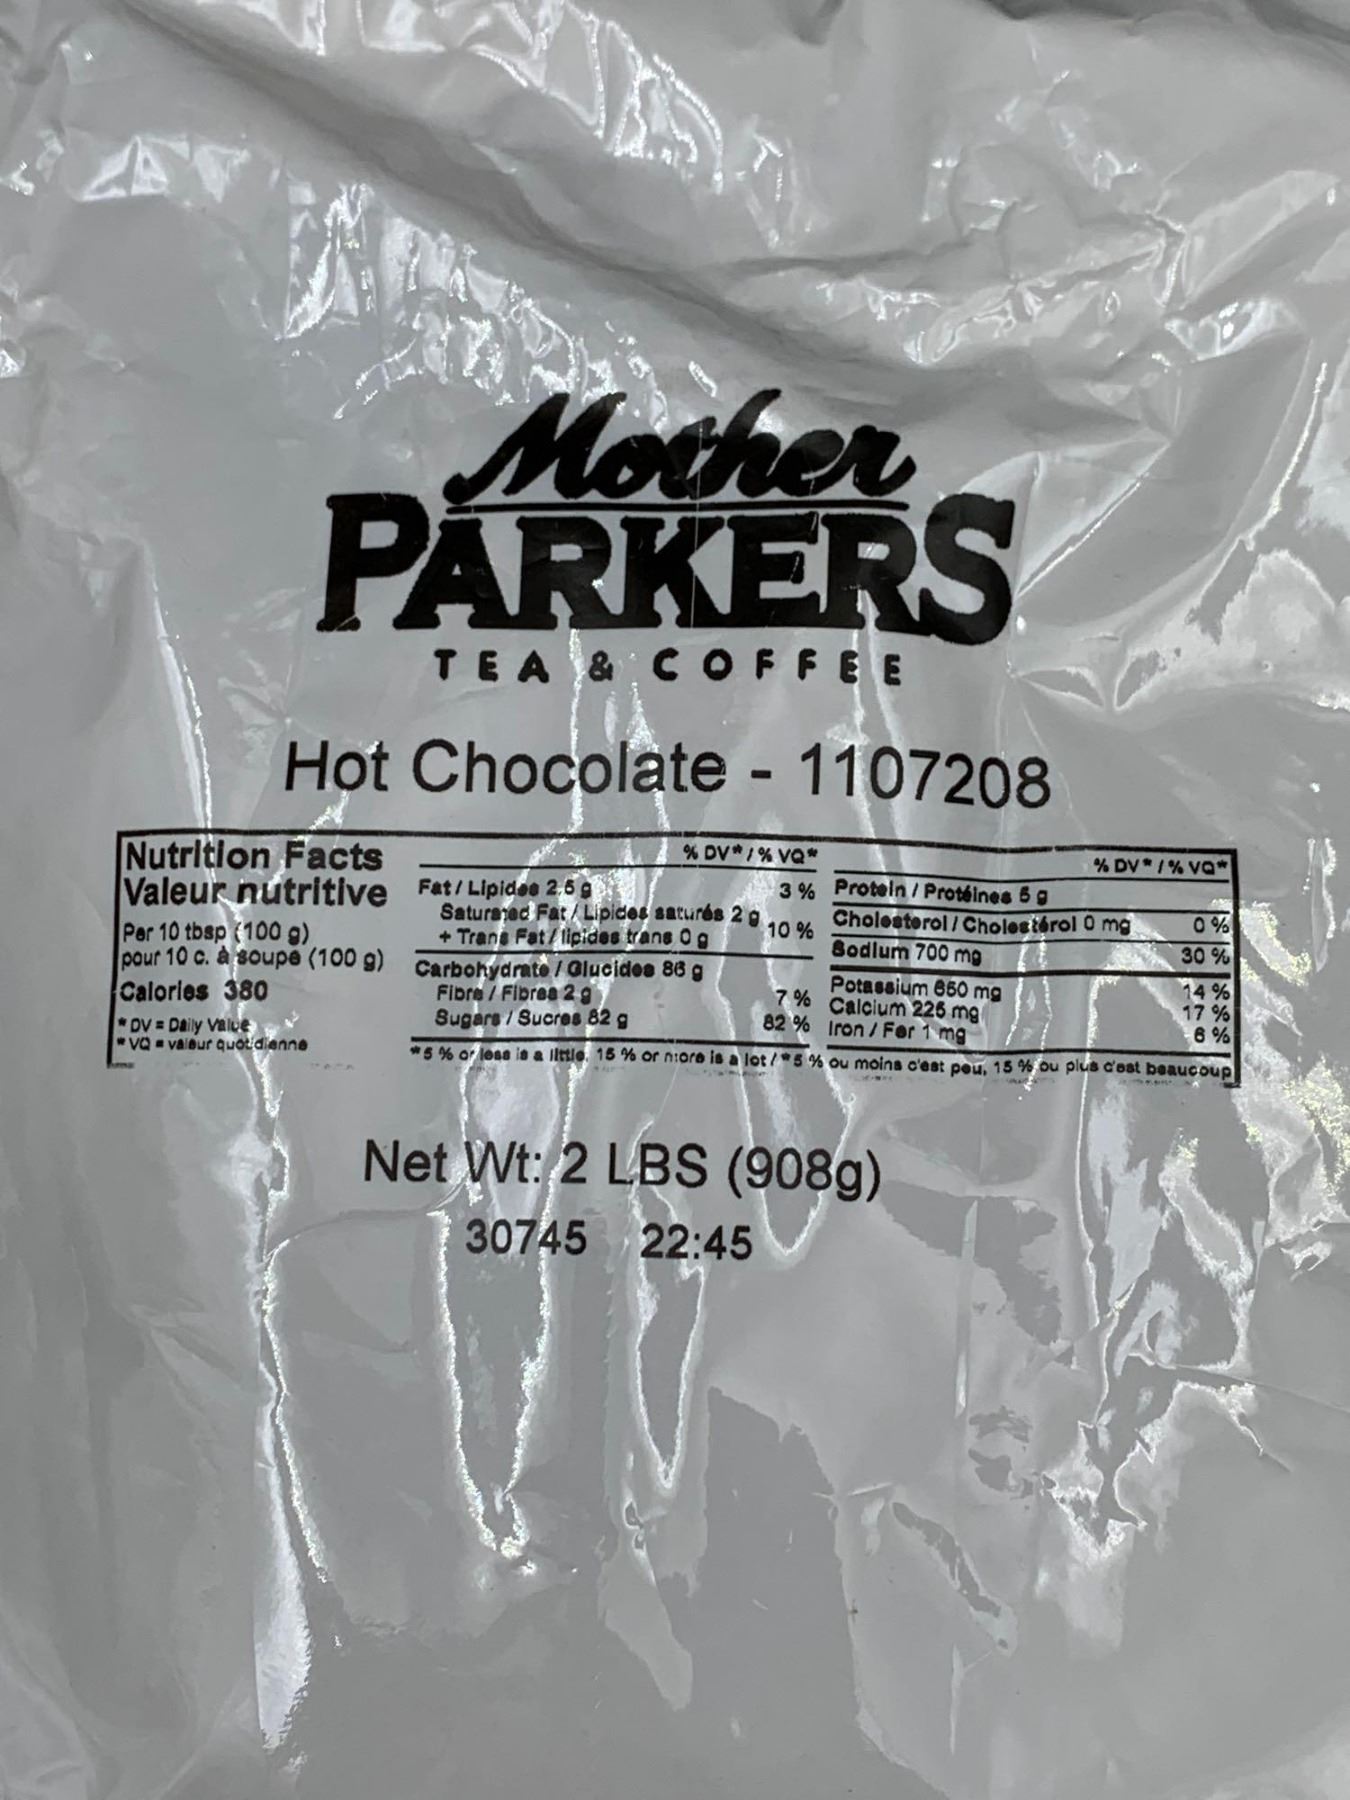 Mother
PARKERS
TEA & COFFEE
Hot Chocolate - 1107208
Nutrition Facts
Valeur nutritive
Per 10 tbsp (100 g)
pour 10 c. à soupe (100 g)
Calories 380
* DV = Daily Value
* VQ = valeur quotidienne
% DV* / % VQ*
Fat / Lipides 2.5 g 3 %
Saturated Fat / Lipides saturés 2 g
+ Trans Fat / lipides trans 0 g 10 %
Carbohydrate / Glucides 86 g
Fibre / Fibres 2 g 7 %
Sugars / Sucres 82 g 82 %
% DV* / % VQ*
Protein / Protéines 5 g
Cholesterol / Cholestérol 0 mg 0 %
Sodium 700 mg 30 %
Potassium 650 mg 14 %
Calcium 225 mg 17 %
Iron / Fer 1 mg 6 %
*5 % or less is a little, 15 % or more is a lot / *5 % ou moins c'est peu, 15 % ou plus c'est beaucoup
Net Wt: 2 LBS (908g)
30745 22:45